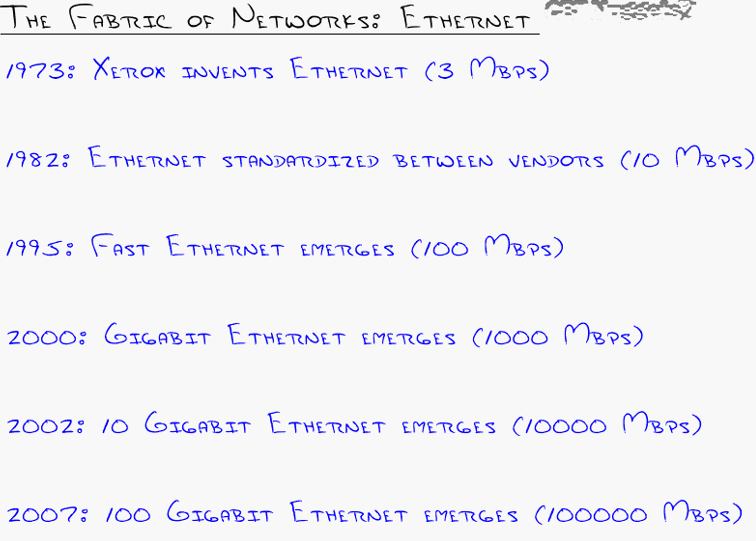 The Fabric of Networks: Ethernet
1973: Xerox invents Ethernet (3 Mbps)
1982: Ethernet standardized between vendors (10 Mbps)
1995: Fast Ethernet emerges (100 Mbps)
2000: Gigabit Ethernet emerges (1000 Mbps)
2002: 10 Gigabit Ethernet emerges (10000 Mbps)
2007: 100 Gigabit Ethernet emerges (100000 Mbps)